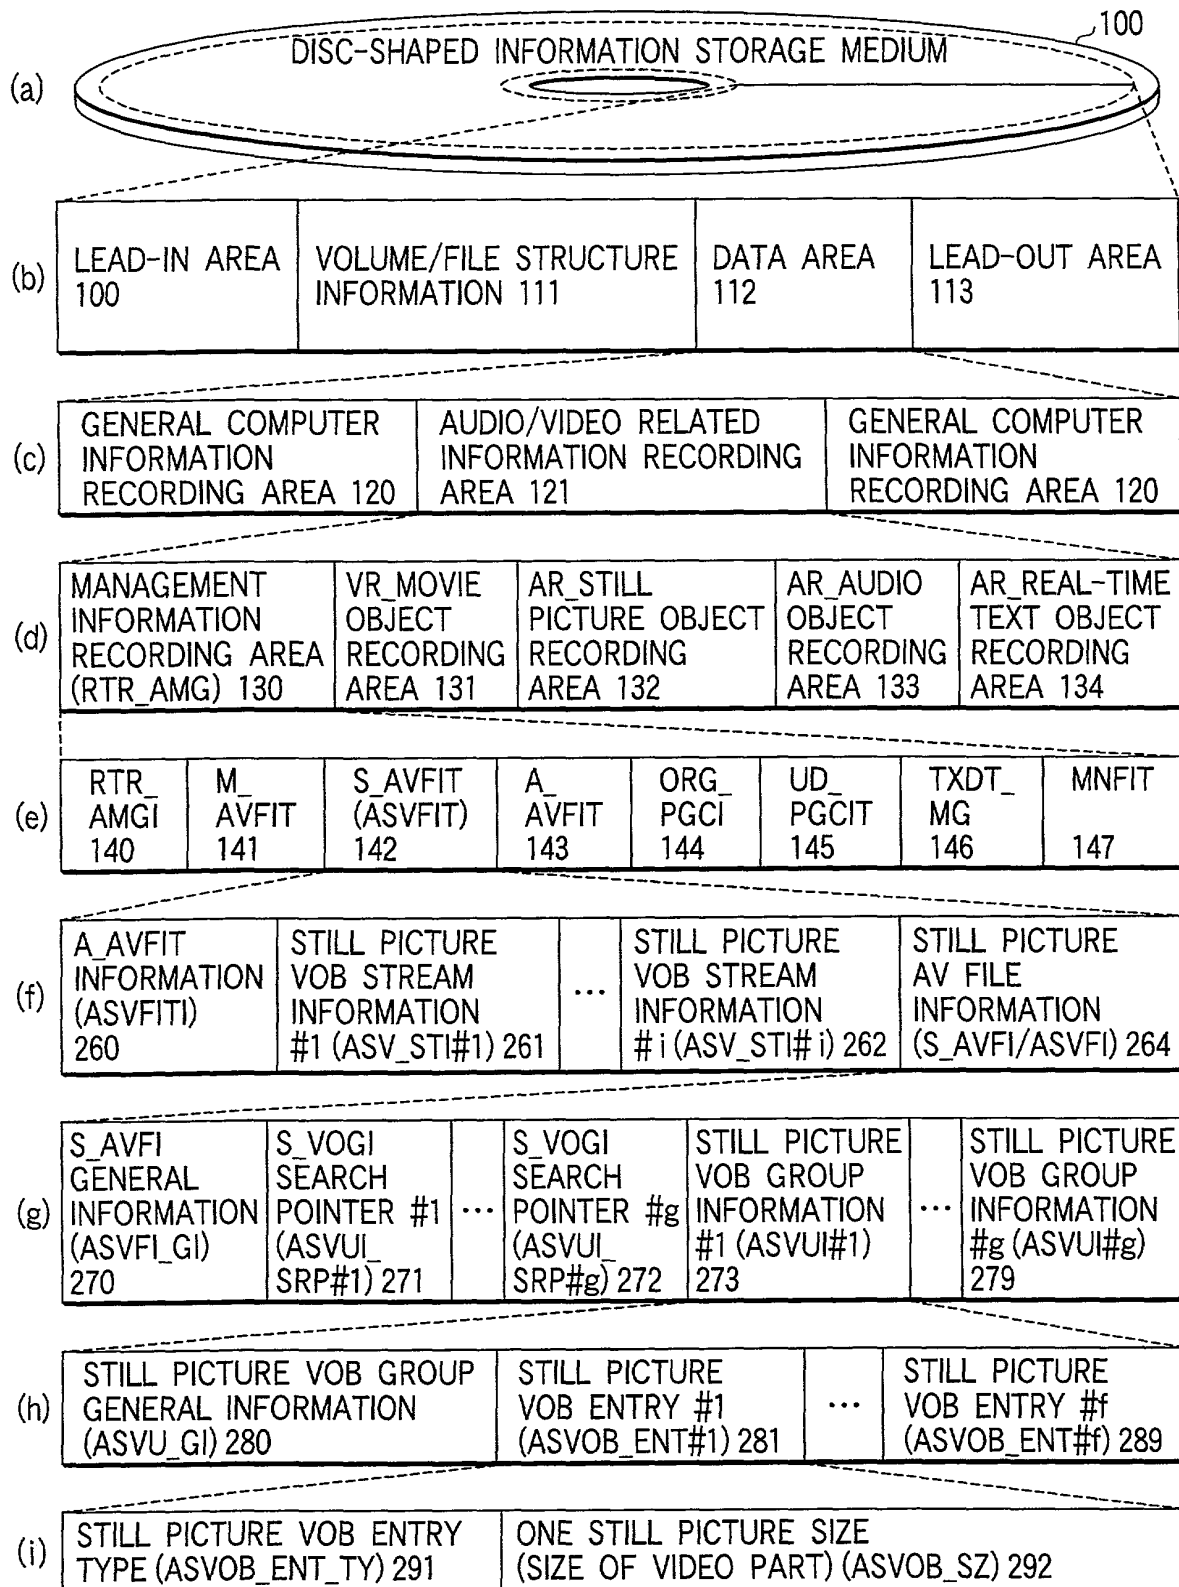 100
DISC-SHAPED INFORMATION STORAGE MEDIUM
(a)
(b)
LEAD-IN AREA
100
VOLUME/FILE STRUCTURE
INFORMATION 111
DATA AREA
112
LEAD-OUT AREA
113
(c)
GENERAL COMPUTER
INFORMATION
RECORDING AREA 120
AUDIO/VIDEO RELATED
INFORMATION RECORDING
AREA 121
GENERAL COMPUTER
INFORMATION
RECORDING AREA 120
(d)
MANAGEMENT
INFORMATION
RECORDING AREA
(RTR_AMG) 130
VR_MOVIE
OBJECT
RECORDING
AREA 131
AR_STILL
PICTURE OBJECT
RECORDING
AREA 132
AR_AUDIO
OBJECT
RECORDING
AREA 133
AR_REAL-TIME
TEXT OBJECT
RECORDING
AREA 134
(e)
RTR_
AMGI
140
M_
AVFIT
141
S_AVFIT
(ASVFIT)
142
A_
AVFIT
143
ORG_
PGCI
144
UD_
PGCIT
145
TXDT_
MG
146
MNFIT
147
(f)
A_AVFIT
INFORMATION
(ASVFITI)
260
STILL PICTURE
VOB STREAM
INFORMATION
#1 (ASV_STI#1) 261
...
STILL PICTURE
VOB STREAM
INFORMATION
#i (ASV_STI#i) 262
STILL PICTURE
AV FILE
INFORMATION
(S_AVFI/ASVFI) 264
(g)
S_AVFI
GENERAL
INFORMATION
(ASVFI_GI)
270
S_VOGI
SEARCH
POINTER #1
(ASVUI_
SRP#1) 271
...
S_VOGI
SEARCH
POINTER #g
(ASVUI_
SRP#g) 272
STILL PICTURE
VOB GROUP
INFORMATION
#1 (ASVUI#1)
273
...
STILL PICTURE
VOB GROUP
INFORMATION
#g (ASVUI#g)
279
(h)
STILL PICTURE VOB GROUP
GENERAL INFORMATION
(ASVU_GI) 280
STILL PICTURE
VOB ENTRY #1
(ASVOB_ENT#1) 281
...
STILL PICTURE
VOB ENTRY #f
(ASVOB_ENT#f) 289
(i)
STILL PICTURE VOB ENTRY
TYPE (ASVOB_ENT_TY) 291
ONE STILL PICTURE SIZE
(SIZE OF VIDEO PART) (ASVOB_SZ) 292